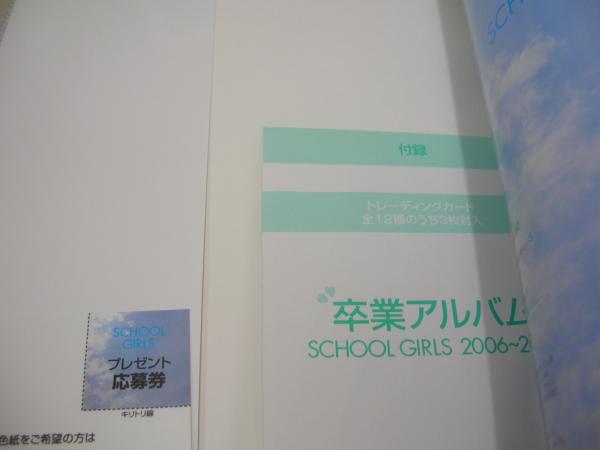 SCHOOL
GIRLS
プレゼント
応募券
キリトリ線
色紙をご希望の方は
付録
トレーディングカード
全12種のうち3枚封入
卒業アルバム
SCHOOL GIRLS 2006~2
SC